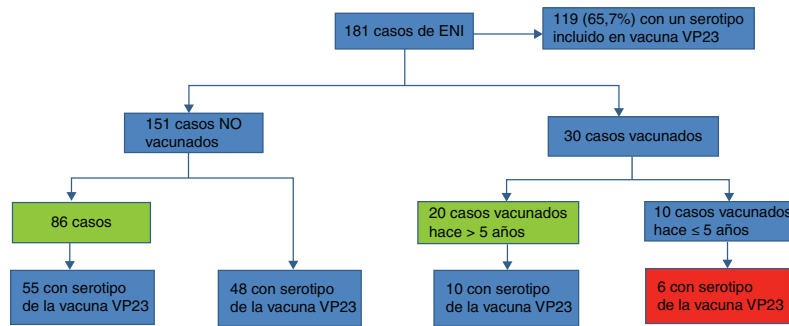 181 casos de ENI
119 (65,7%) con un serotipo
incluido en vacuna VP23
151 casos NO
vacunados
30 casos vacunados
86 casos
20 casos vacunados
hace > 5 años
10 casos vacunados
hace ≤ 5 años
55 con serotipo
de la vacuna VP23
48 con serotipo
de la vacuna VP23
10 con serotipo
de la vacuna VP23
6 con serotipo
de la vacuna VP23